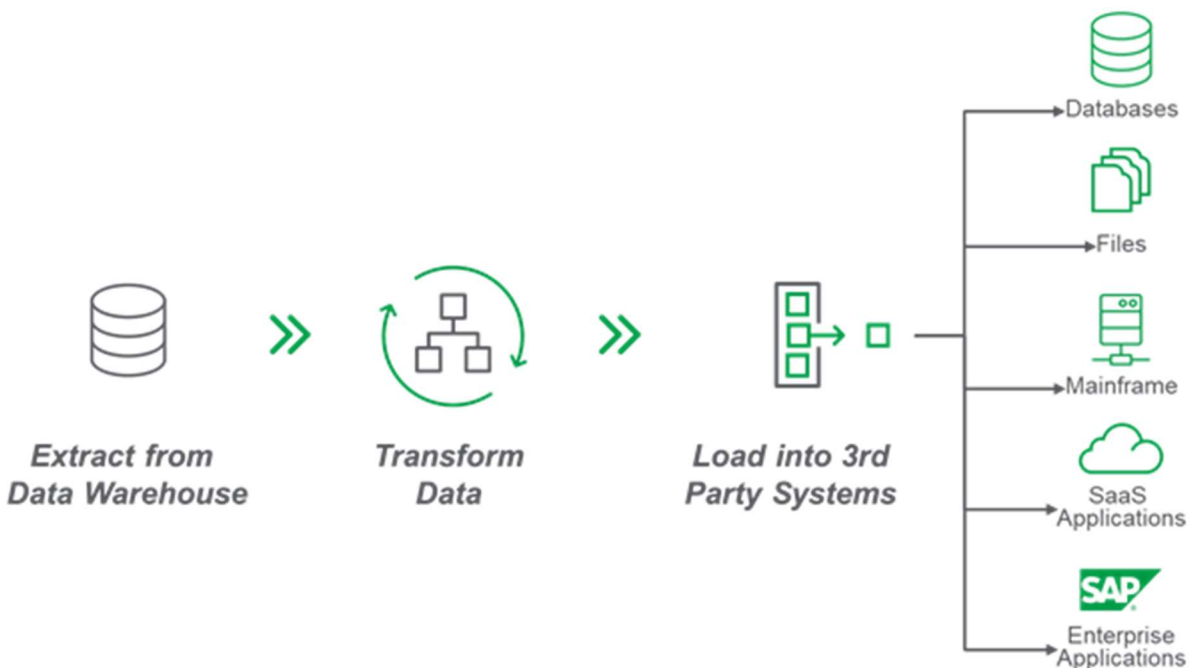 Extract from
Data Warehouse
Transform
Data
Load into 3rd
Party Systems
Databases
Files
Mainframe
SaaS
Applications
SAP
Enterprise
Applications